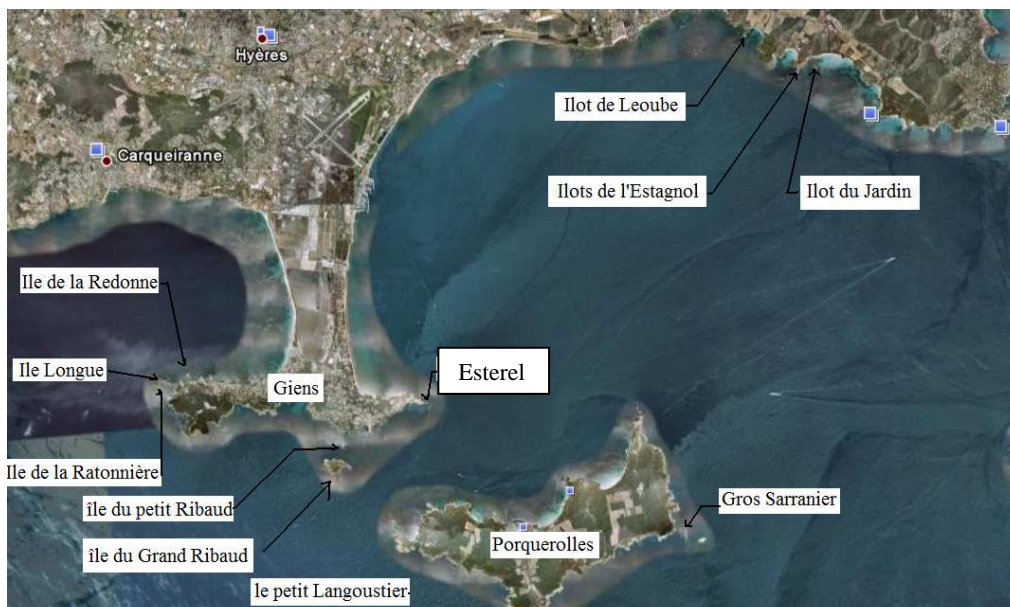 Hyères
Ilot de Leoube
Carqueiranne
Ilots de l'Estagnol
Ilot du Jardin
Ile de la Redonne
Ile Longue
Giens
Esterel
Ile de la Ratonnière
île du petit Ribaud
Gros Sarranier
île du Grand Ribaud
Porquerolles
le petit Langoustier